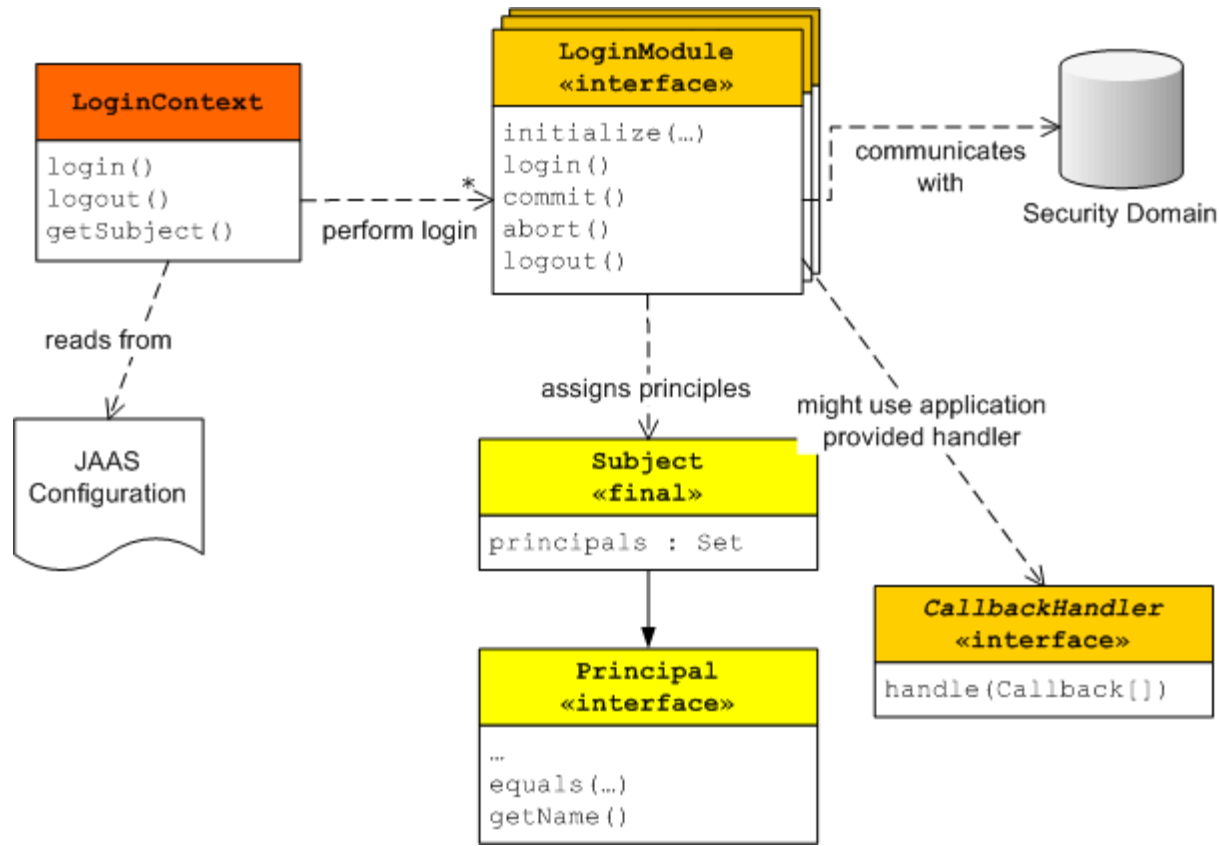 LoginContext
login()
logout()
getSubject()
perform login
*
LoginModule
«interface»
initialize(…)
login()
commit()
abort()
logout()
communicates
with
Security Domain
reads from
JAAS
Configuration
assigns principles
might use application
provided handler
Subject
«final»
principals : Set
Principal
«interface»
…
equals(…)
getName()
CallbackHandler
«interface»
handle(Callback[])